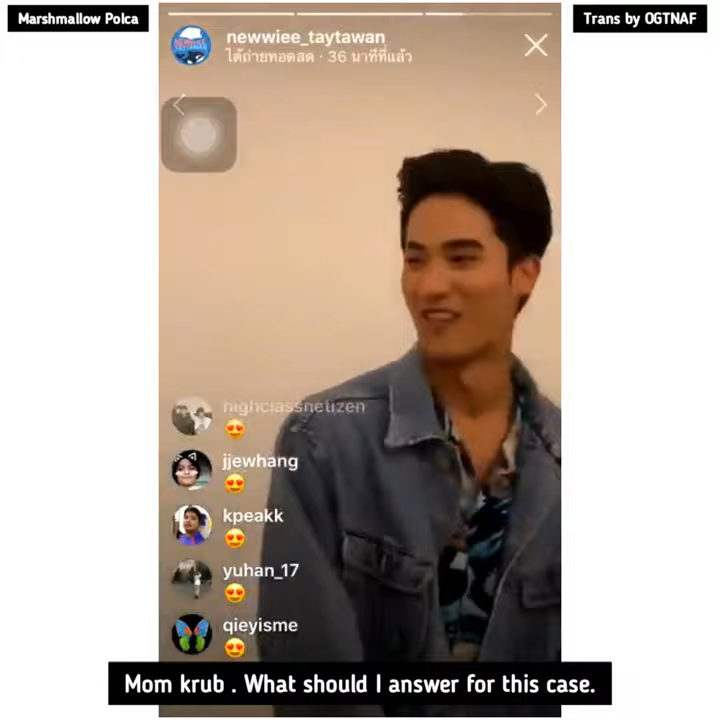 Marshmallow Polca
Trans by OGTNAF
newwiee_taytawan
ได้ถ่ายทอดสด · 36 นาทีที่แล้ว
highclassnetizen
jjewhang
kpeakk
yuhan_17
qieyisme
Mom krub . What should I answer for this case.